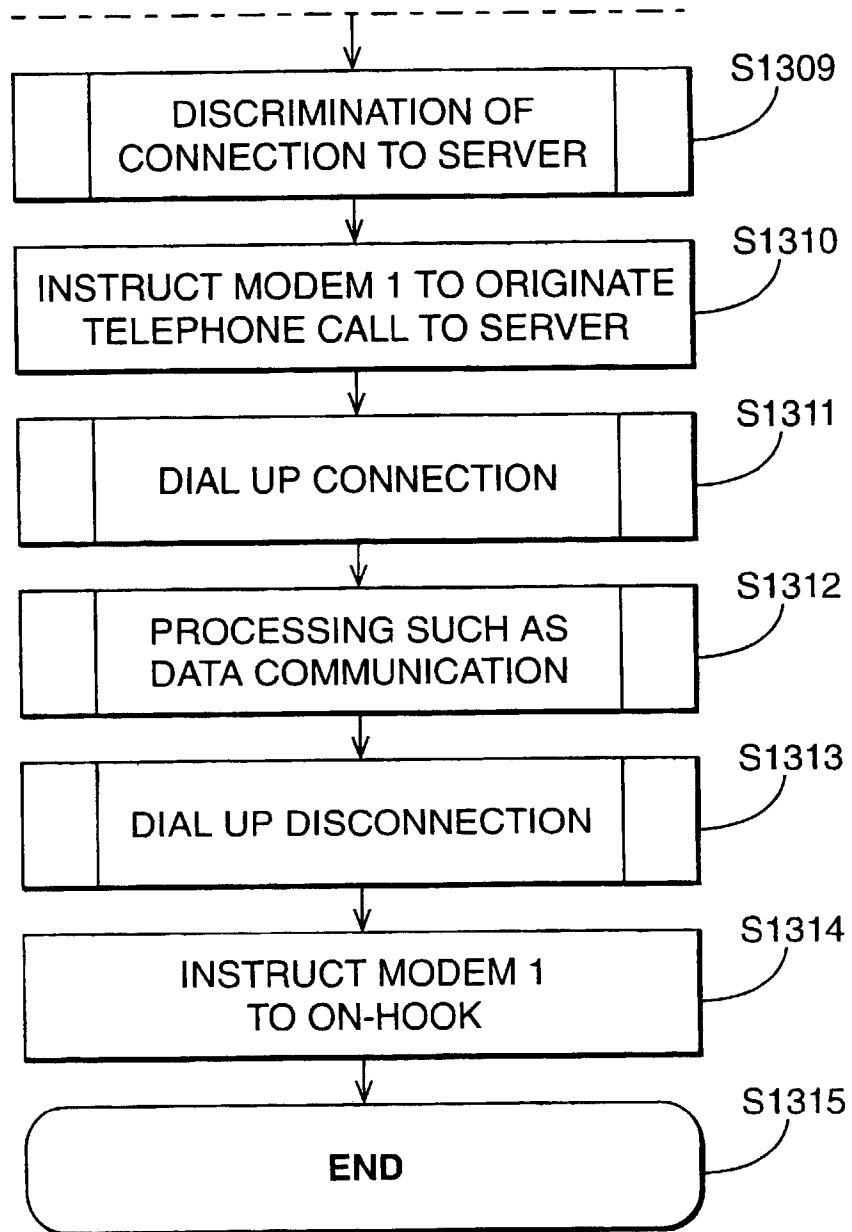 S1309
DISCRIMINATION OF
CONNECTION TO SERVER
S1310
INSTRUCT MODEM 1 TO ORIGINATE
TELEPHONE CALL TO SERVER
S1311
DIAL UP CONNECTION
S1312
PROCESSING SUCH AS
DATA COMMUNICATION
S1313
DIAL UP DISCONNECTION
S1314
INSTRUCT MODEM 1
TO ON-HOOK
S1315
END